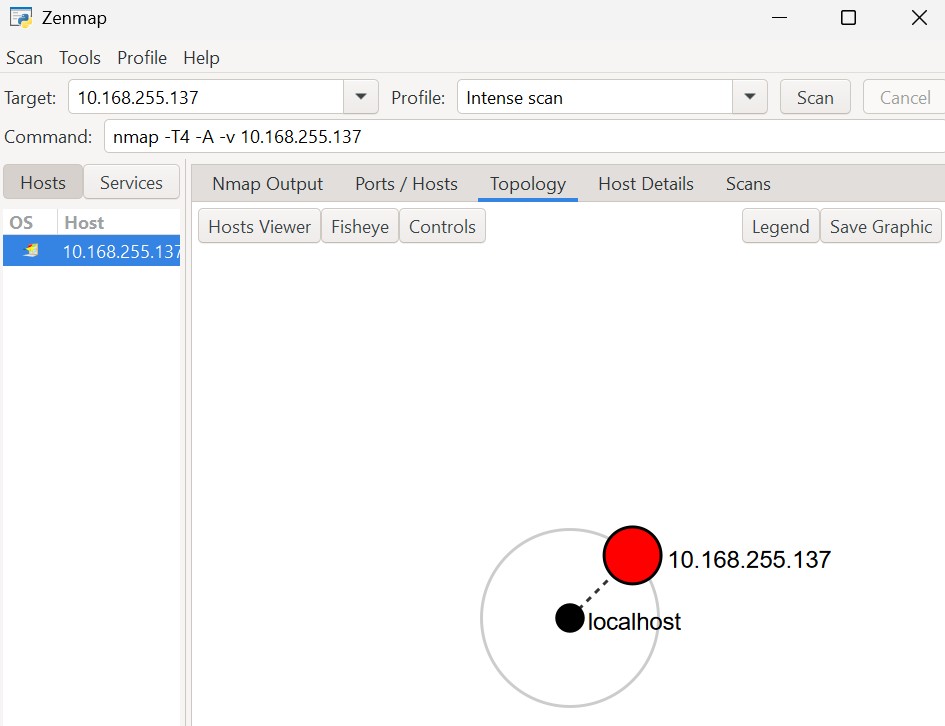 Zenmap
Scan Tools Profile Help
Target: 10.168.255.137 Profile: Intense scan Scan Cancel
Command: nmap -T4 -A -v 10.168.255.137
Hosts Services Nmap Output Ports / Hosts Topology Host Details Scans
OS Host Hosts Viewer Fisheye Controls Legend Save Graphic
10.168.255.137
10.168.255.137
localhost